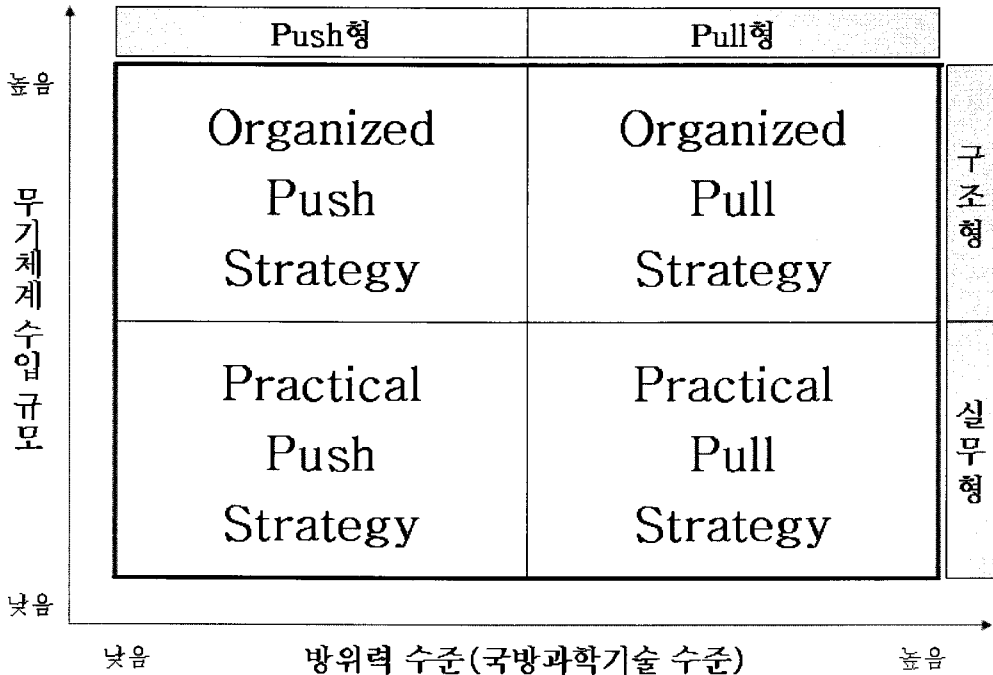 Push형 Pull형
높음
무기체계 수입 규모
Organized
Push
Strategy
Organized
Pull
Strategy
구조형
Practical
Push
Strategy
Practical
Pull
Strategy
실무형
낮음
낮음 방위력 수준(국방과학기술 수준) 높음